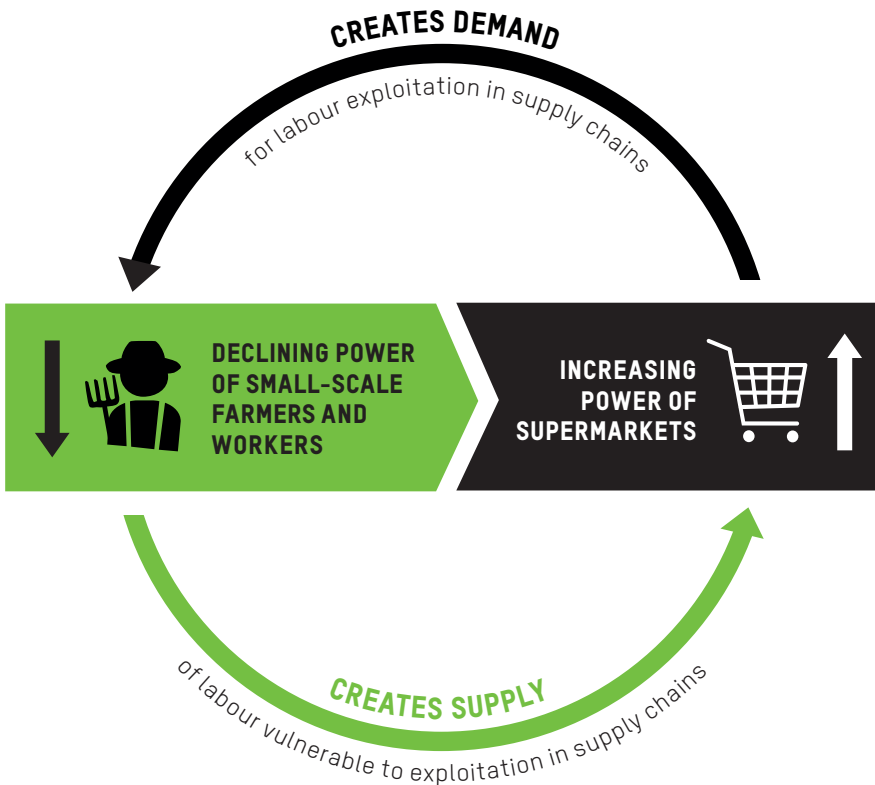 CREATES DEMAND
for labour exploitation in supply chains
DECLINING POWER
OF SMALL-SCALE
FARMERS AND
WORKERS
INCREASING
POWER OF
SUPERMARKETS
CREATES SUPPLY
of labour vulnerable to exploitation in supply chains